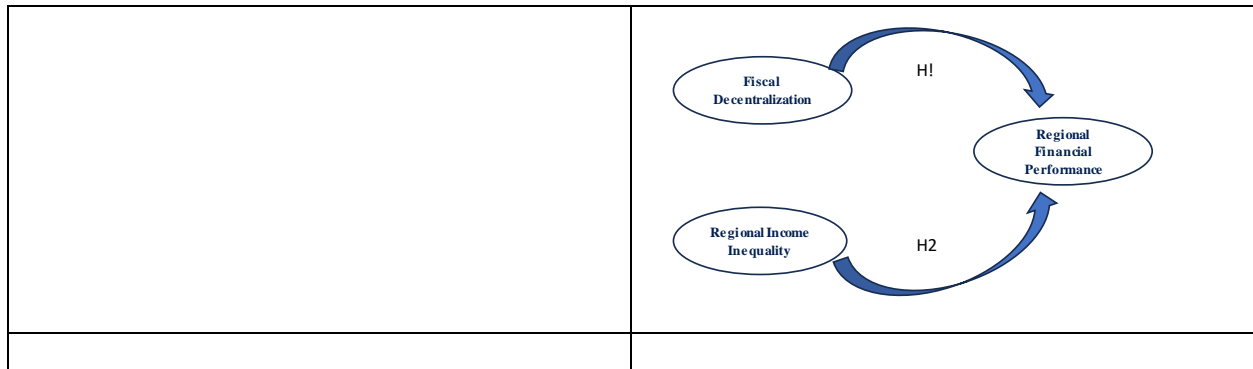 Fiscal
Decentralization
H!
Regional
Financial
Performance
Regional Income
Inequality
H2